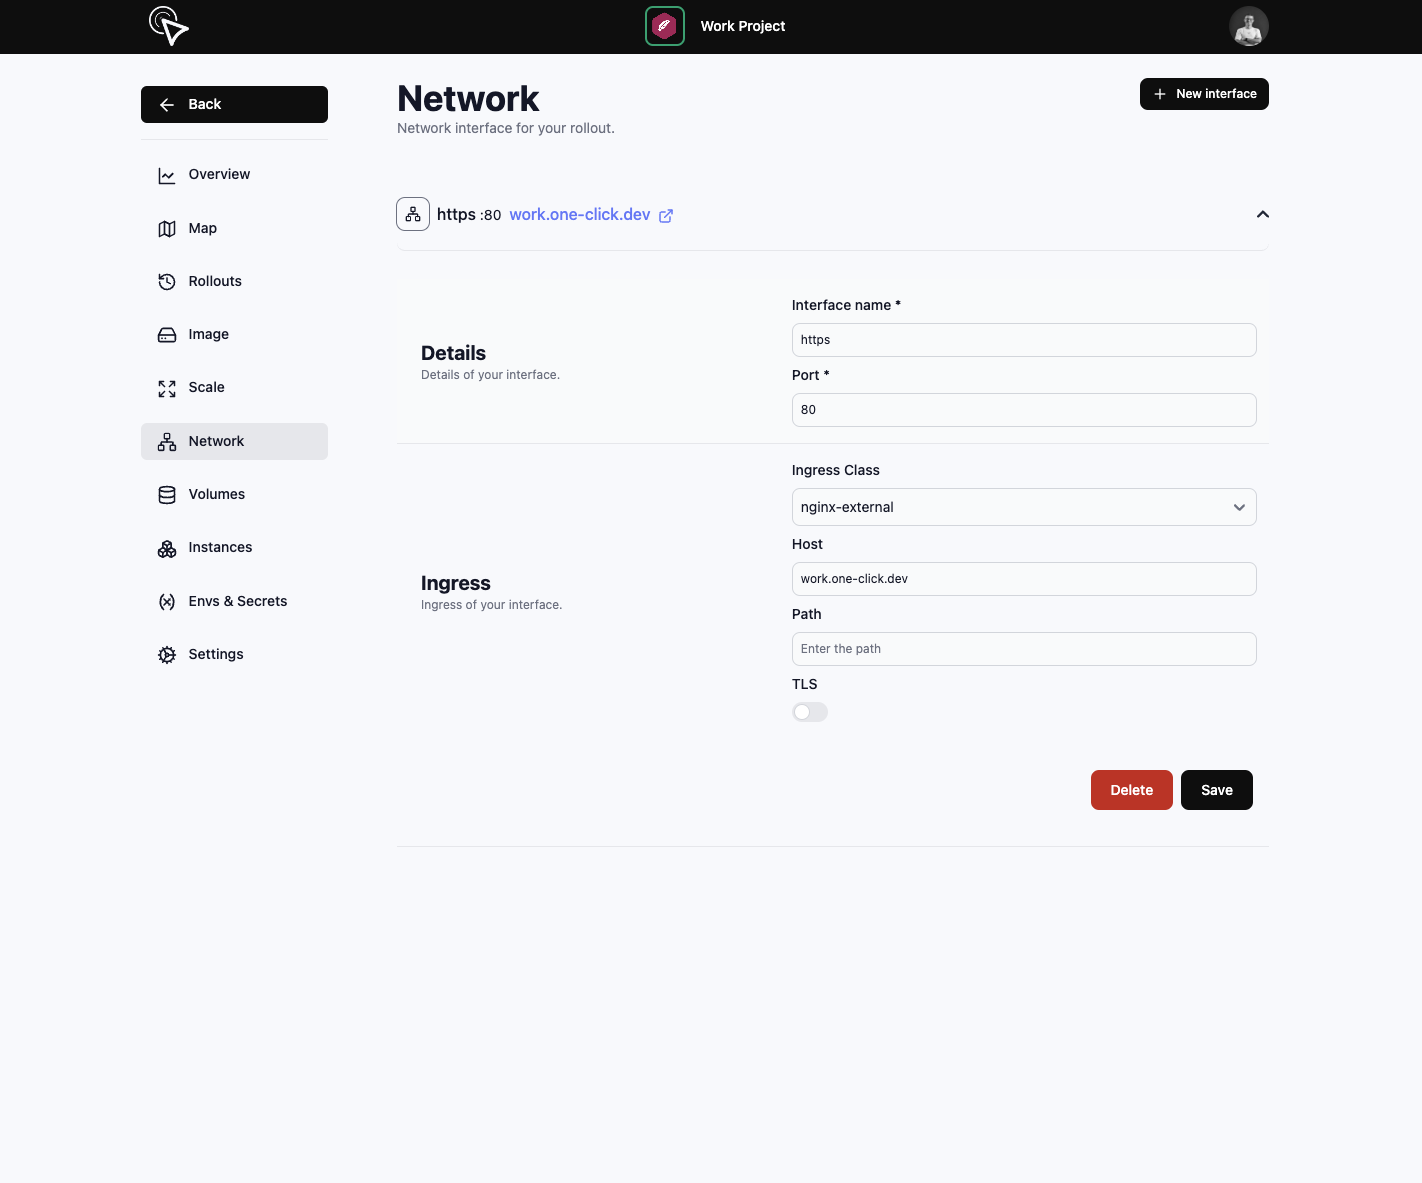 Work Project
Back
Overview
Map
Rollouts
Image
Scale
Network
Volumes
Instances
Envs & Secrets
Settings
Network
Network interface for your rollout.
New interface
https :80 work.one-click.dev
Details
Details of your interface.
Interface name *
https
Port *
80
Ingress
Ingress of your interface.
Ingress Class
nginx-external
Host
work.one-click.dev
Path
Enter the path
TLS
Delete
Save